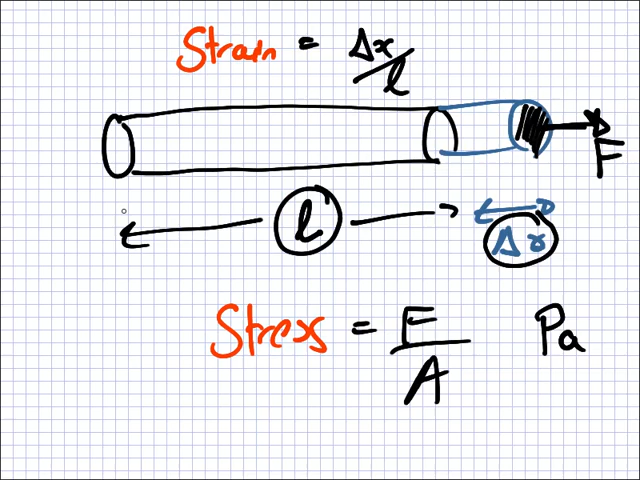 Strain = Δx/l
F
l
Δx
Stress = F/A Pa